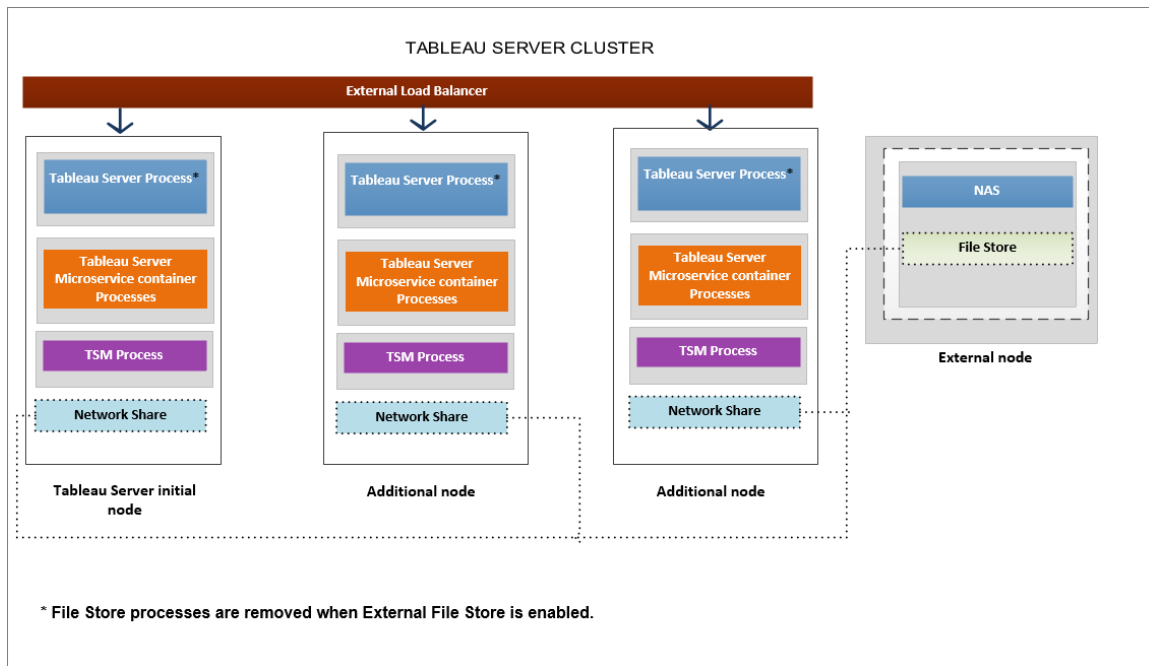 TABLEAU SERVER CLUSTER
External Load Balancer
Tableau Server Process*
Tableau Server
Microservice container
Processes
TSM Process
Network Share
Tableau Server initial
node
Tableau Server Process*
Tableau Server
Microservice container
Processes
TSM Process
Network Share
Additional node
Tableau Server Process*
Tableau Server
Microservice container
Processes
TSM Process
Network Share
Additional node
NAS
File Store
External node
* File Store processes are removed when External File Store is enabled.